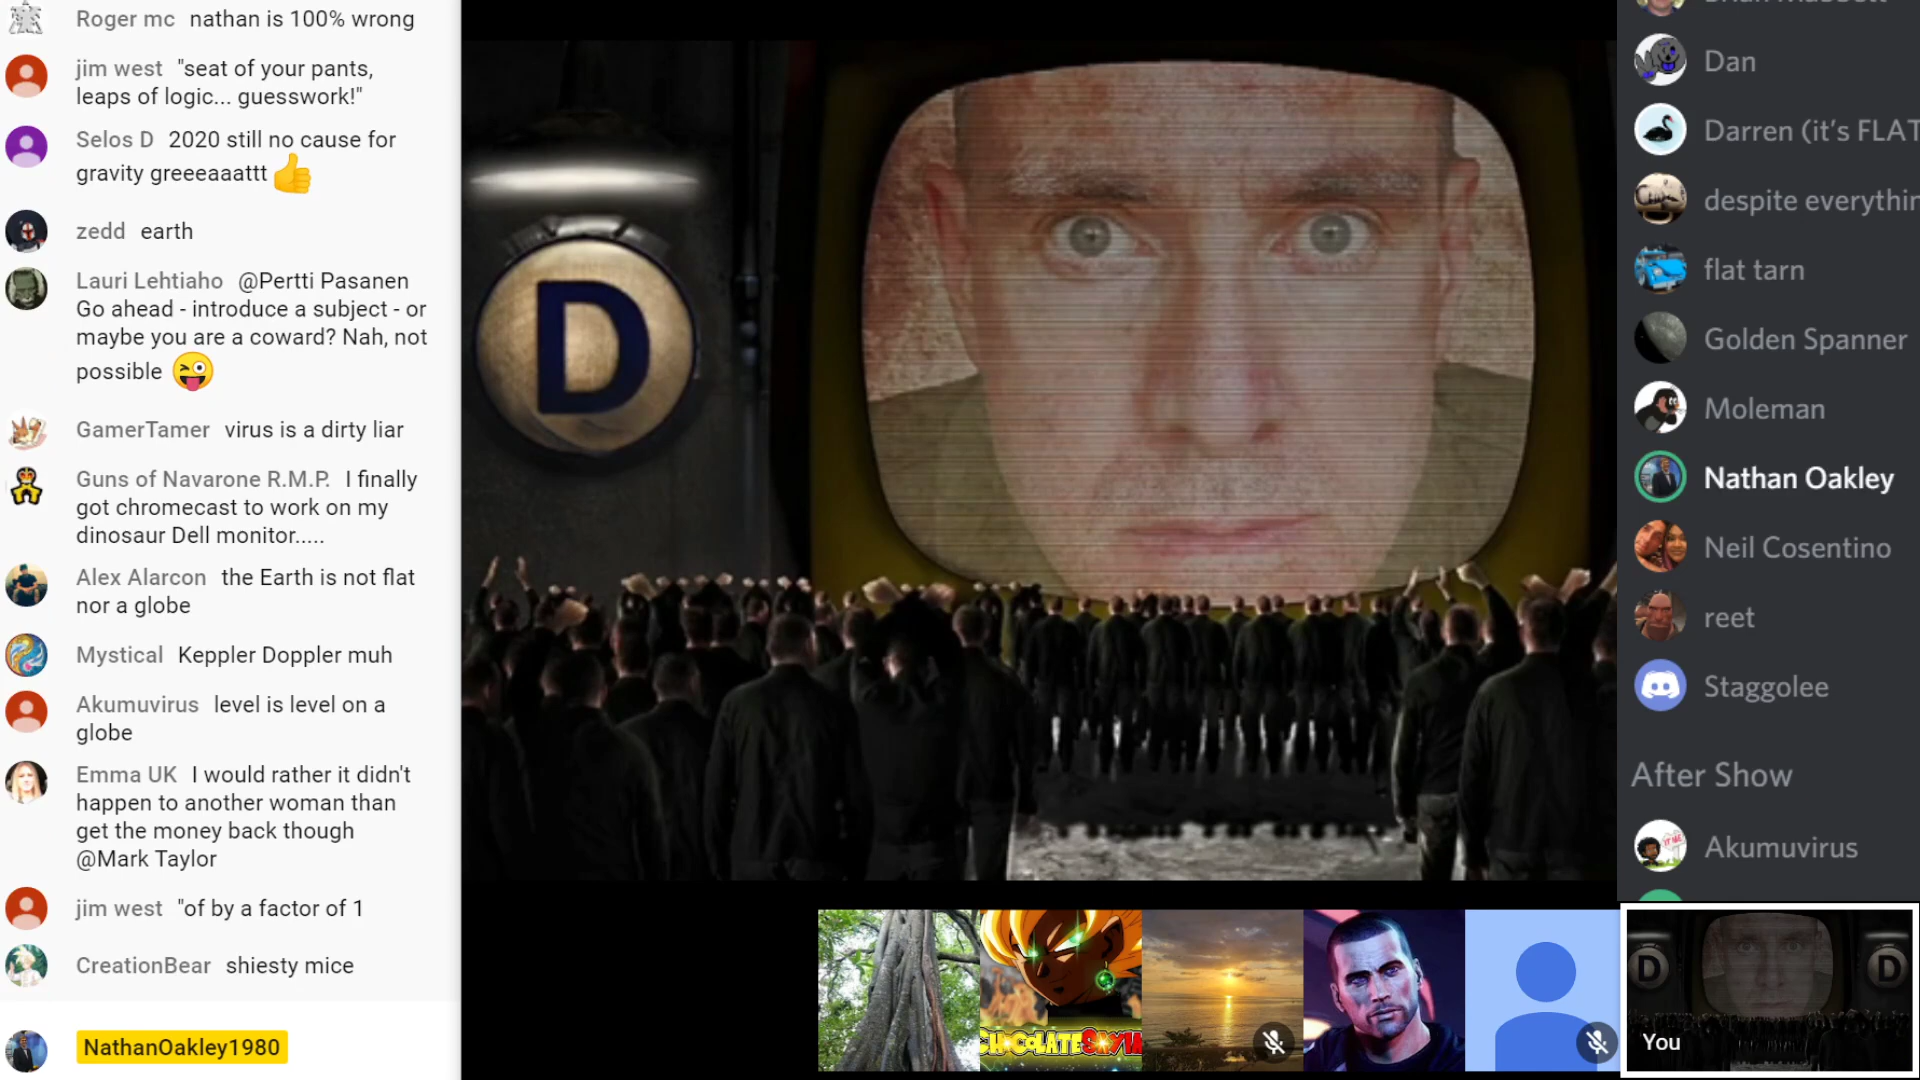 Roger mc nathan is 100% wrong
jim west "seat of your pants,
leaps of logic... guesswork!"
Selos D 2020 still no cause for
gravity greeeaaattt
zedd earth
Lauri Lehtiaho @Pertti Pasanen
Go ahead - introduce a subject - or
maybe you are a coward? Nah, not
possible
GamerTamer virus is a dirty liar
Guns of Navarone R.M.P. I finally
got chromecast to work on my
dinosaur Dell monitor.....
Alex Alarcon the Earth is not flat
nor a globe
Mystical Keppler Doppler muh
Akumuvirus level is level on a
globe
Emma UK I would rather it didn't
happen to another woman than
get the money back though
@Mark Taylor
jim west "of by a factor of 1
CreationBear shiesty mice
NathanOakley1980
D
Dan
Darren (it's FLAT
despite everythin
flat tarn
Golden Spanner
Moleman
Nathan Oakley
Neil Cosentino
reet
Staggolee
After Show
Akumuvirus
D
D
You